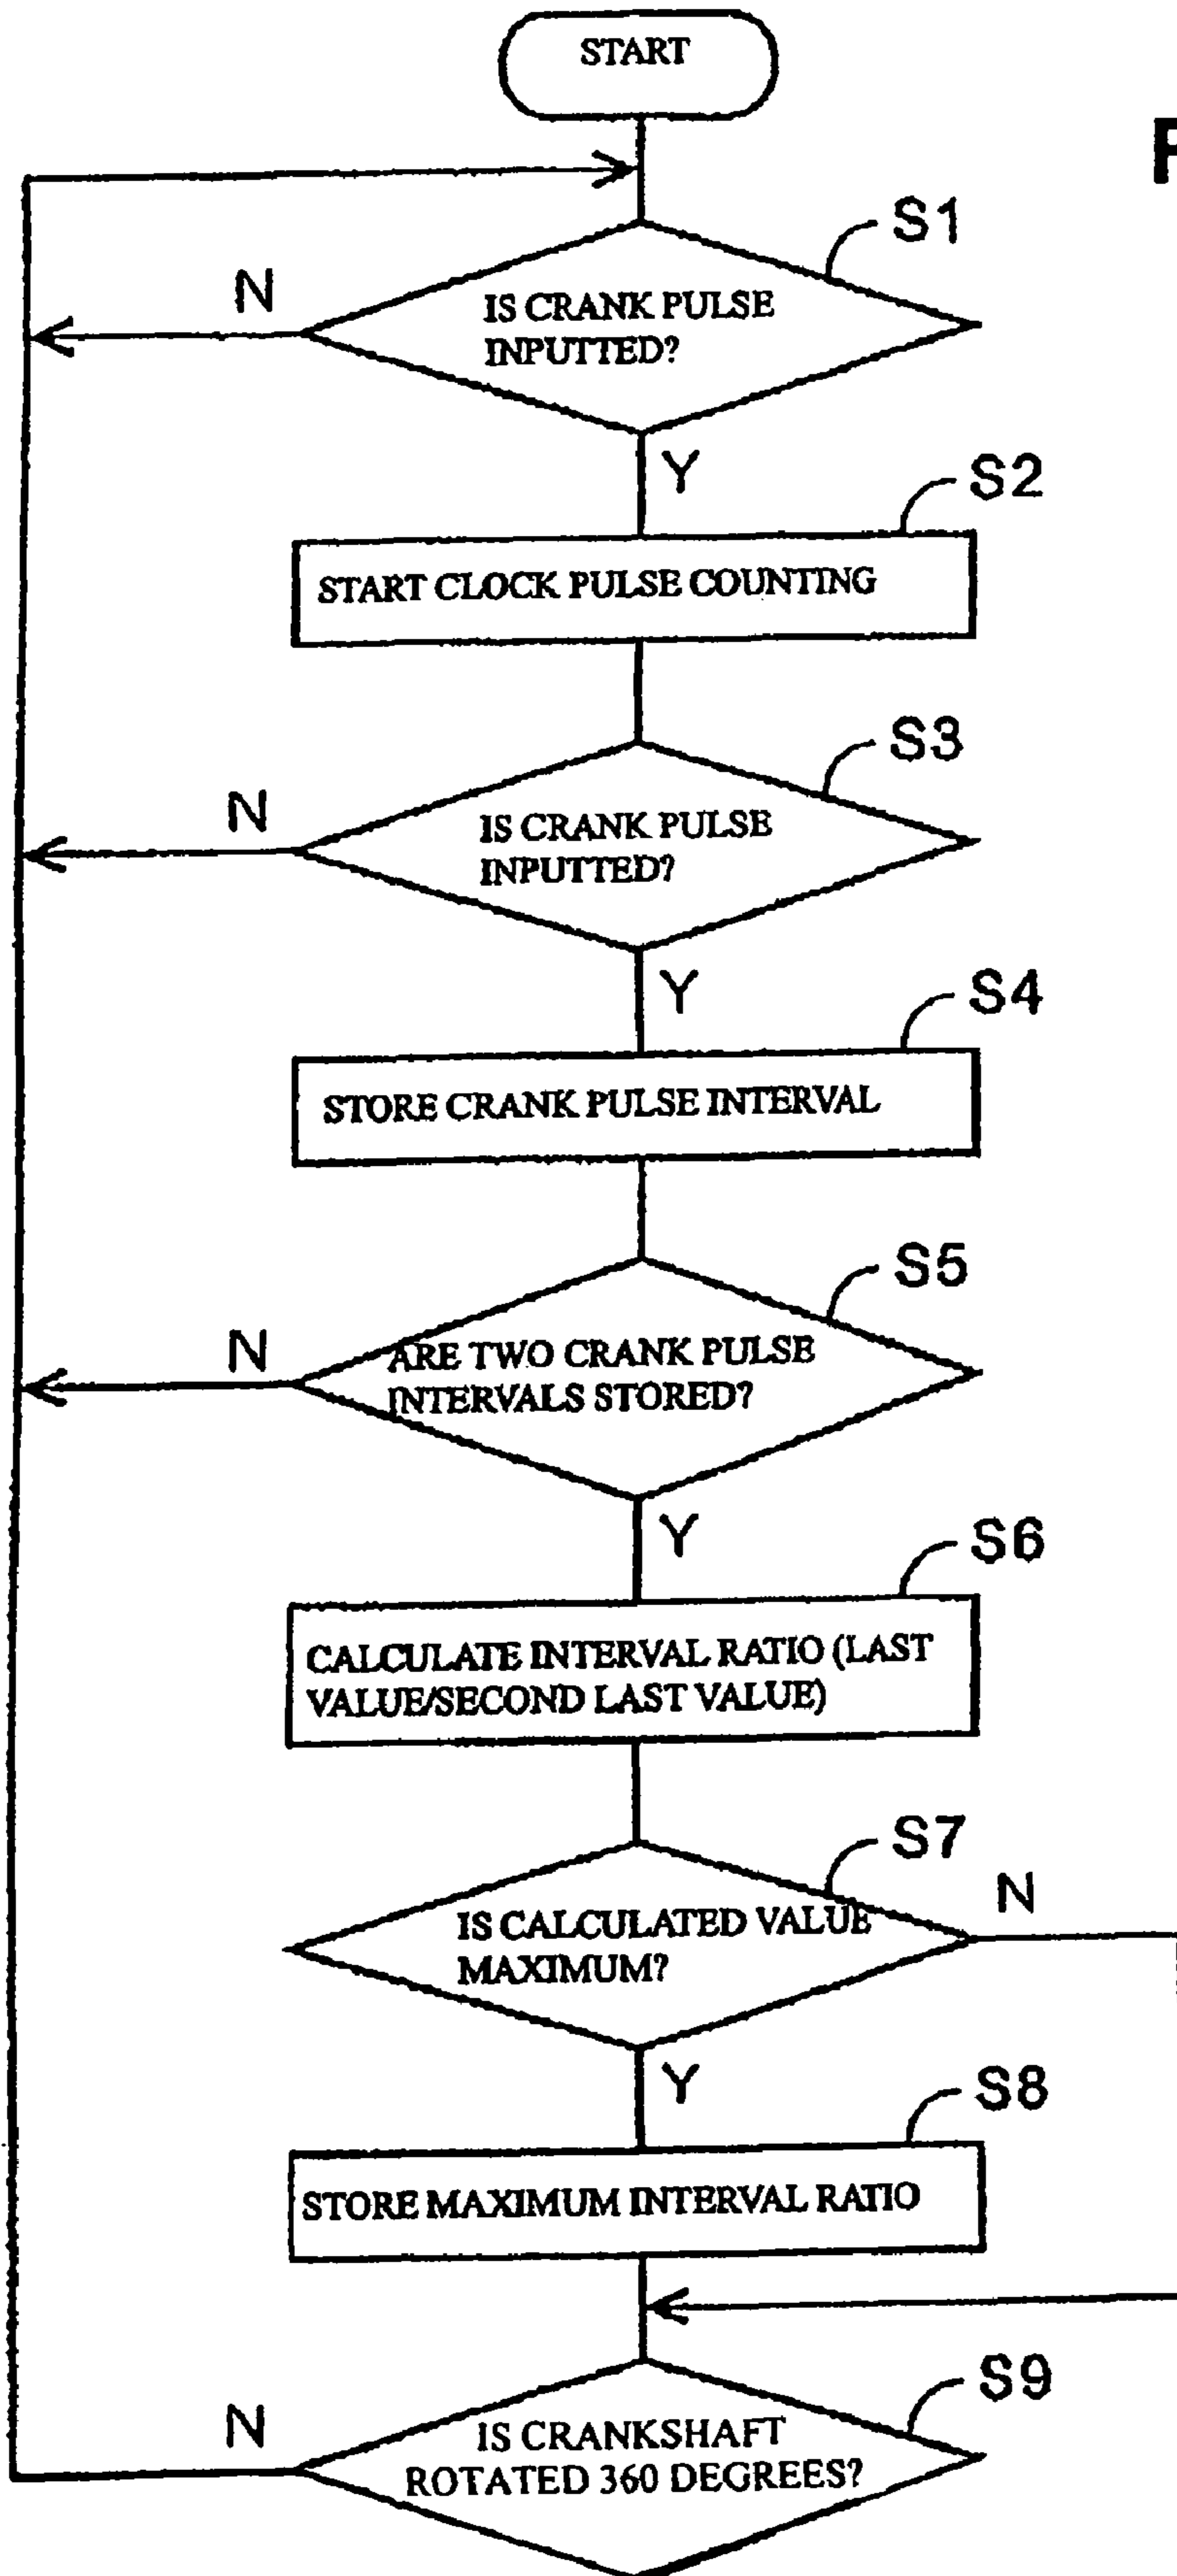 START
F
S1
N
IS CRANK PULSE
INPUTTED?
Y
S2
START CLOCK PULSE COUNTING
S3
N
IS CRANK PULSE
INPUTTED?
Y
S4
STORE CRANK PULSE INTERVAL
S5
N
ARE TWO CRANK PULSE
INTERVALS STORED?
Y
S6
CALCULATE INTERVAL RATIO (LAST
VALUE/SECOND LAST VALUE)
S7
N
IS CALCULATED VALUE
MAXIMUM?
Y
S8
STORE MAXIMUM INTERVAL RATIO
S9
N
IS CRANKSHAFT
ROTATED 360 DEGREES?